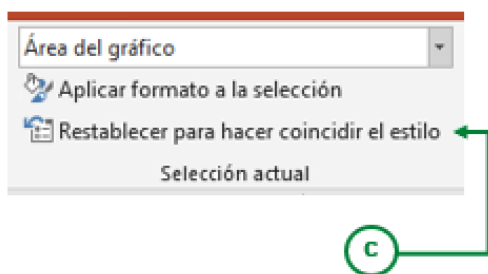 Área del gráfico
Aplicar formato a la selección
Restablecer para hacer coincidir el estilo
Selección actual
C